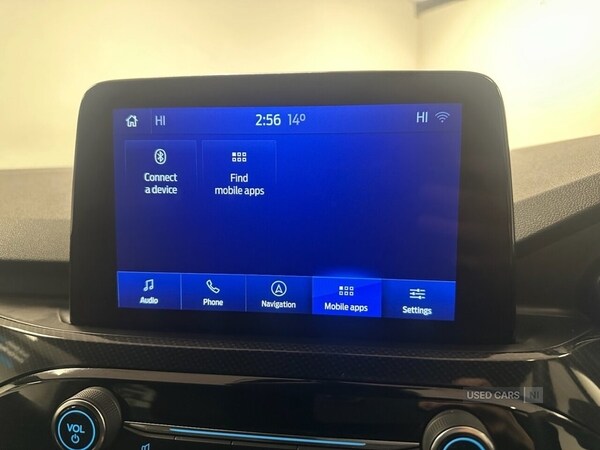 HI 2:56 14° HI
Connect
a device
Find
mobile apps
Audio
Phone
Navigation
Mobile apps
Settings
VOL
USED CARS NI